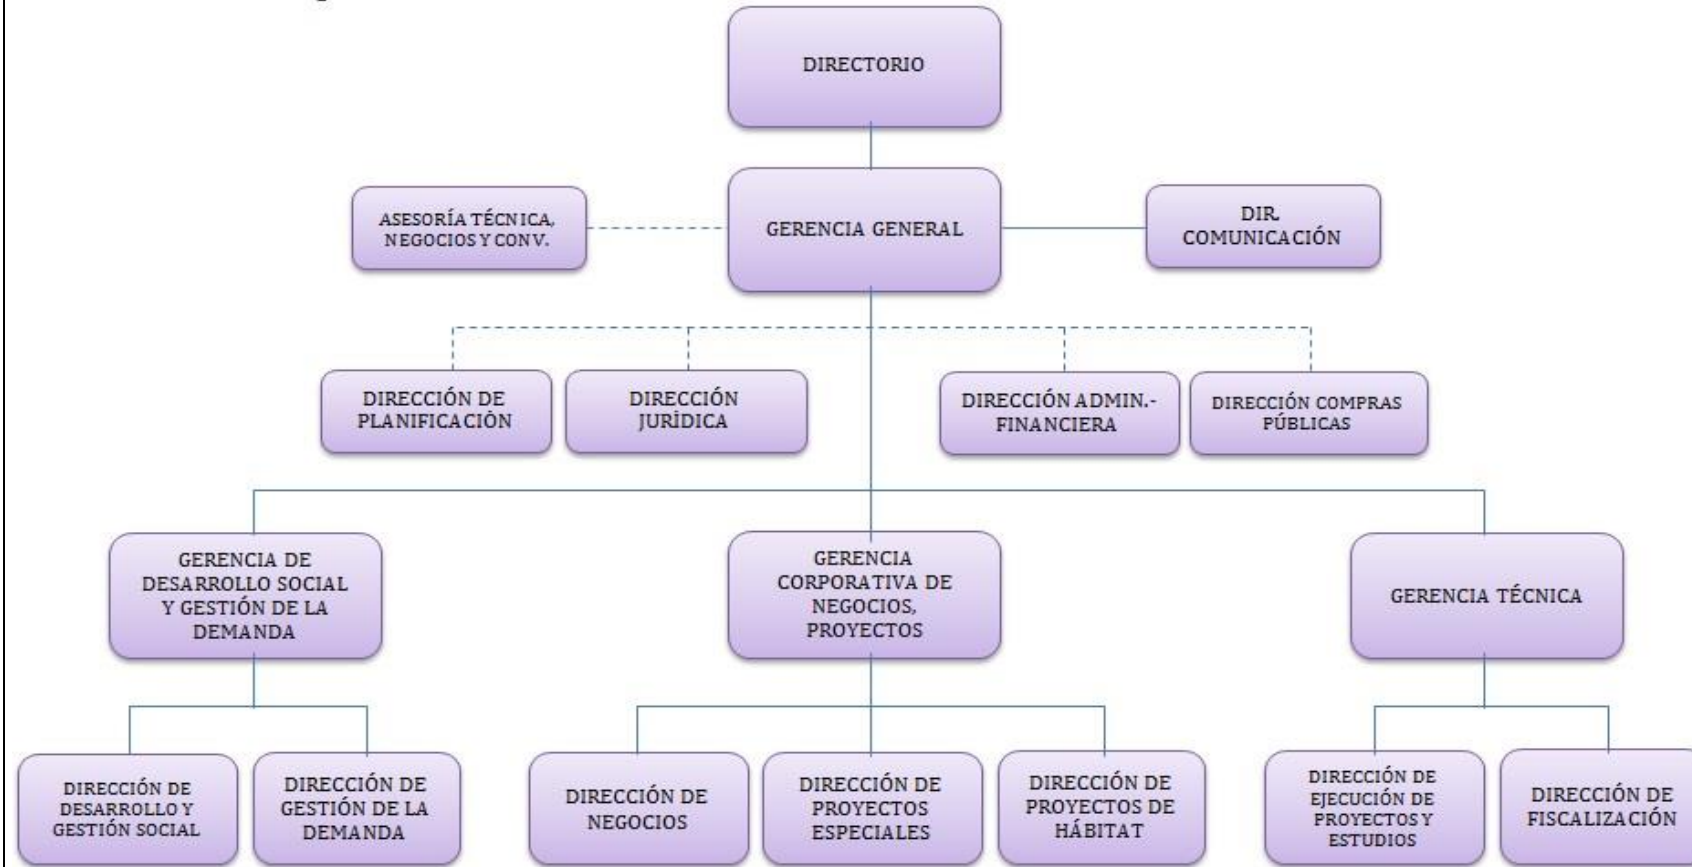 DIRECTORIO
ASESORÍA TÉCNICA,
NEGOCIOS Y CONV.
GERENCIA GENERAL
DIR.
COMUNICACIÓN
DIRECCIÓN DE
PLANIFICACIÓN
DIRECCIÓN
JURÍDICA
DIRECCIÓN ADMIN.-
FINANCIERA
DIRECCIÓN COMPRAS
PÚBLICAS
GERENCIA DE
DESARROLLO SOCIAL
Y GESTIÓN DE LA
DEMANDA
GERENCIA
CORPORATIVA DE
NEGOCIOS,
PROYECTOS
GERENCIA TÉCNICA
DIRECCIÓN DE
DESARROLLO Y
GESTIÓN SOCIAL
DIRECCIÓN DE
GESTIÓN DE LA
DEMANDA
DIRECCIÓN DE
NEGOCIOS
DIRECCIÓN DE
PROYECTOS
ESPECIALES
DIRECCIÓN DE
PROYECTOS DE
HÁBITAT
DIRECCIÓN DE
EJECUCIÓN DE
PROYECTOS Y
ESTUDIOS
DIRECCIÓN DE
FISCALIZACIÓN